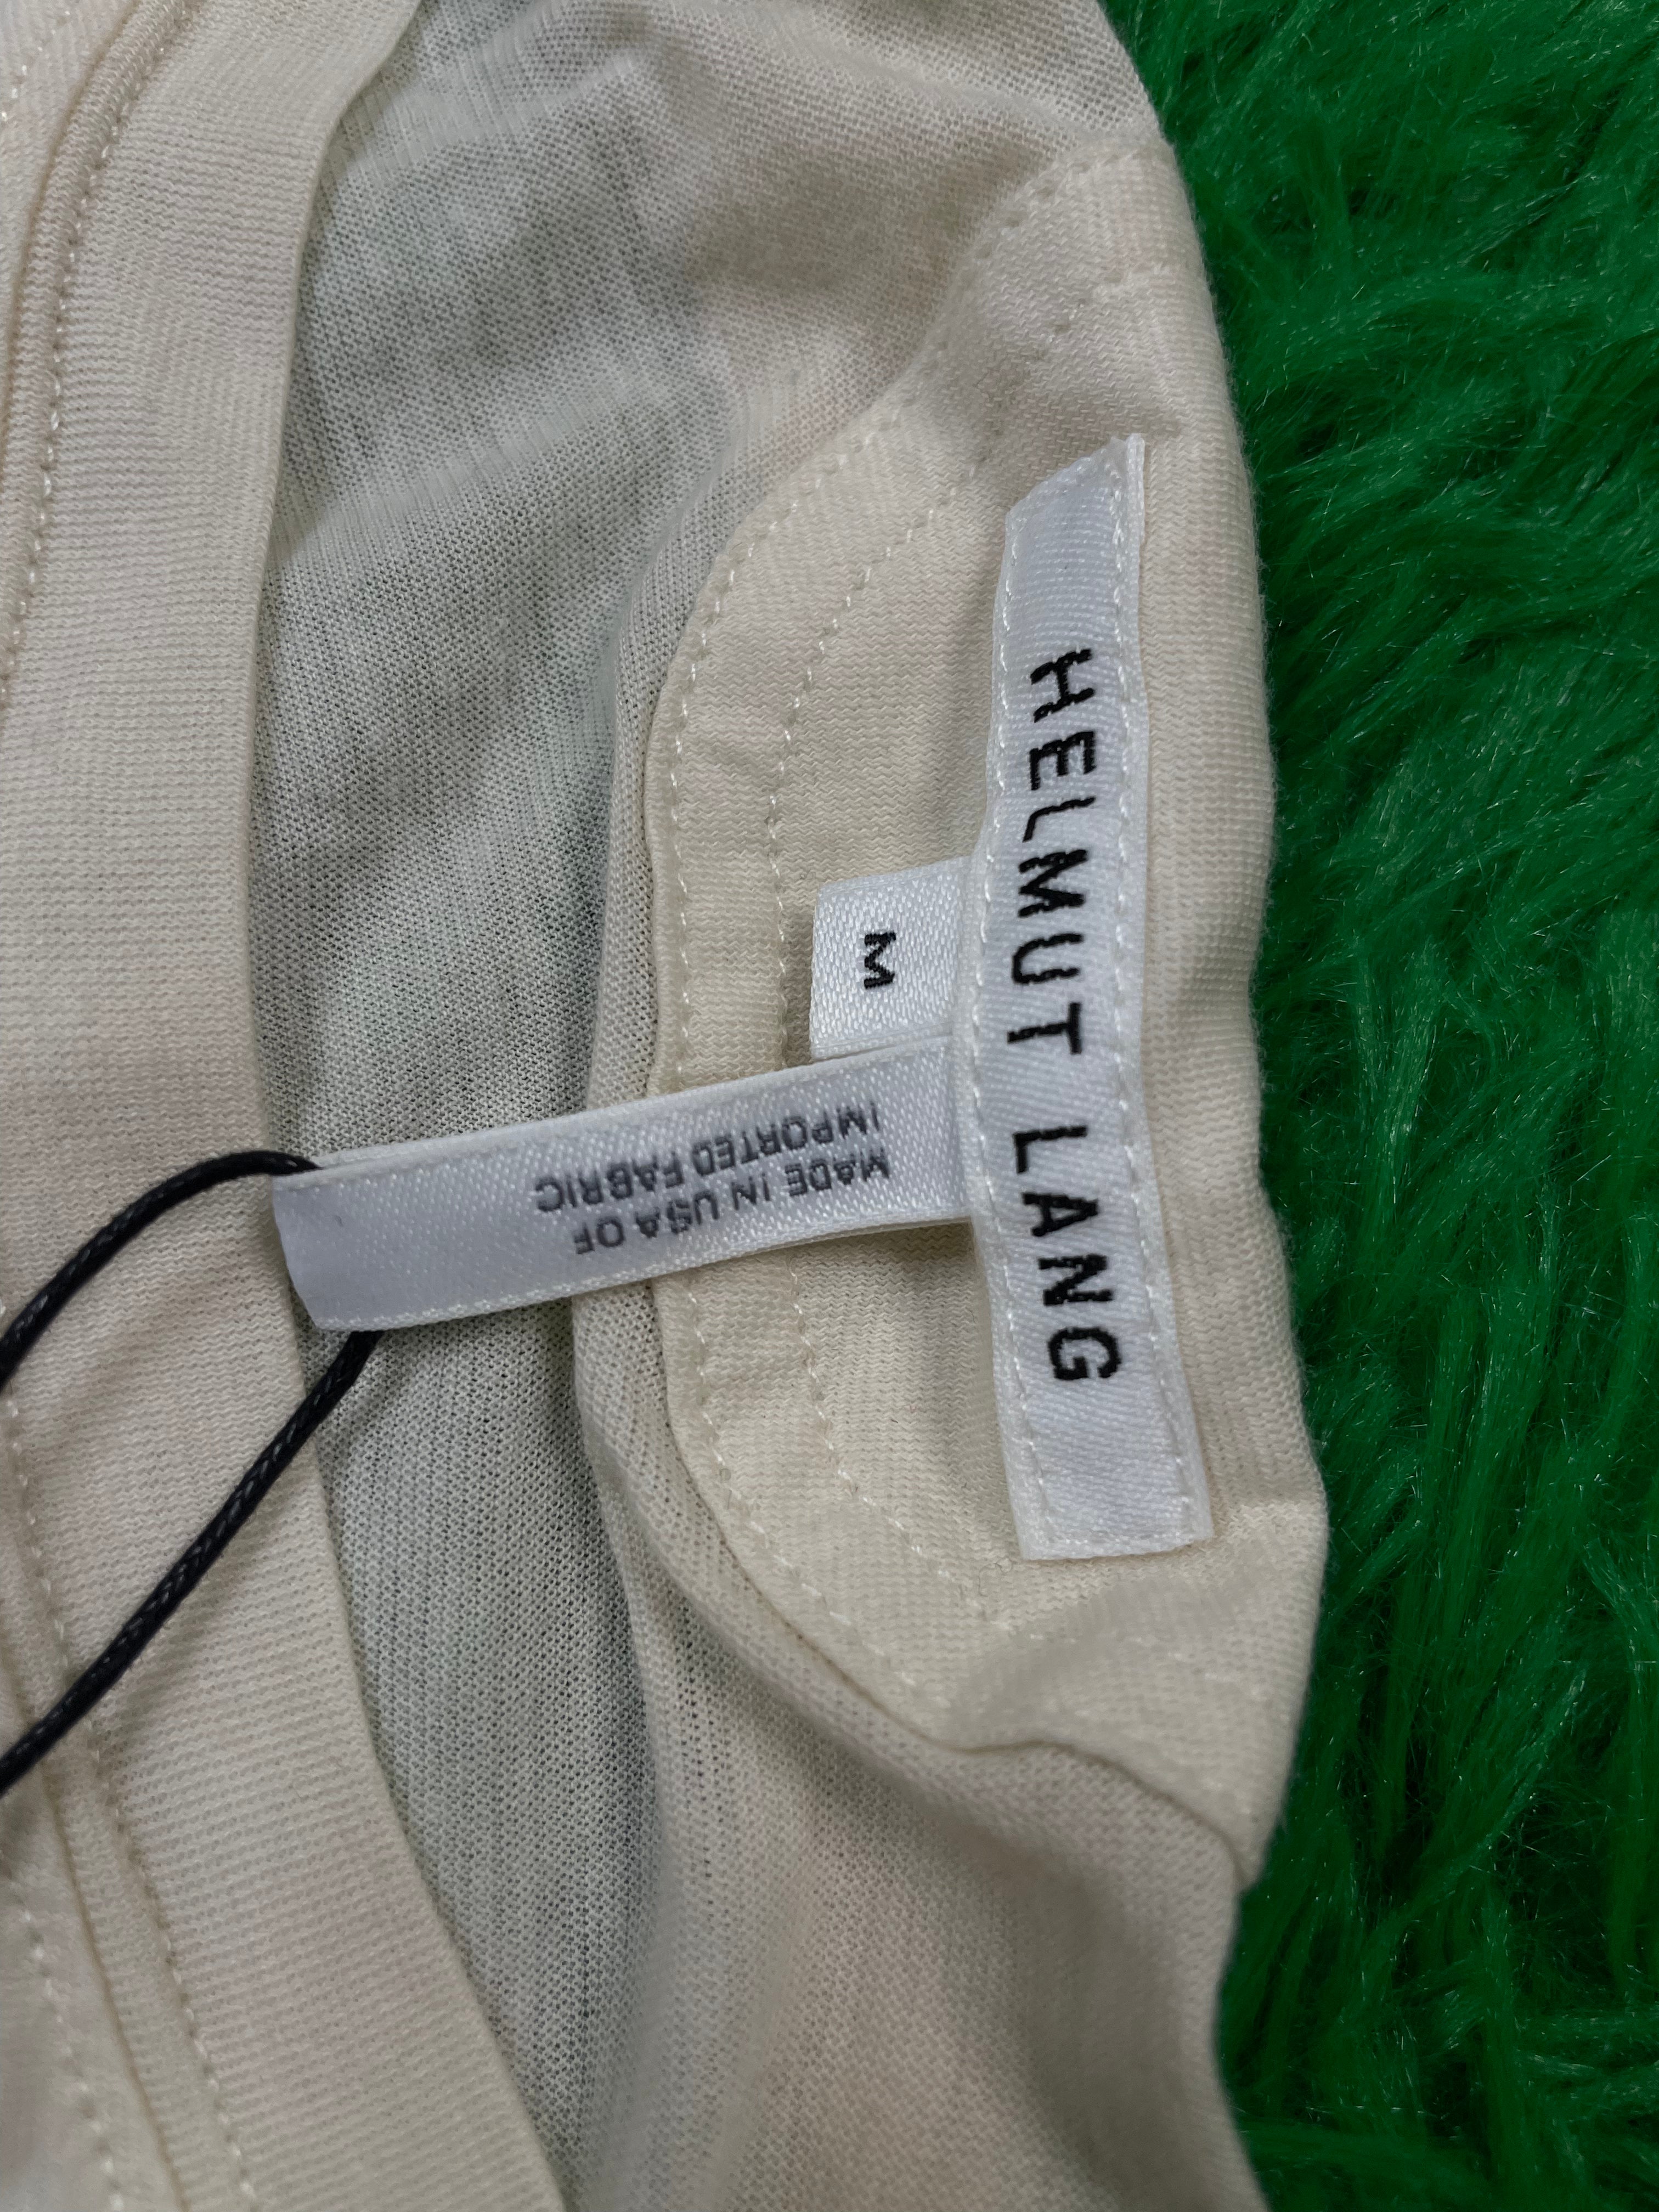 HELMUT LANG
M
MADE IN USA OF
IMPORTED FABRIC